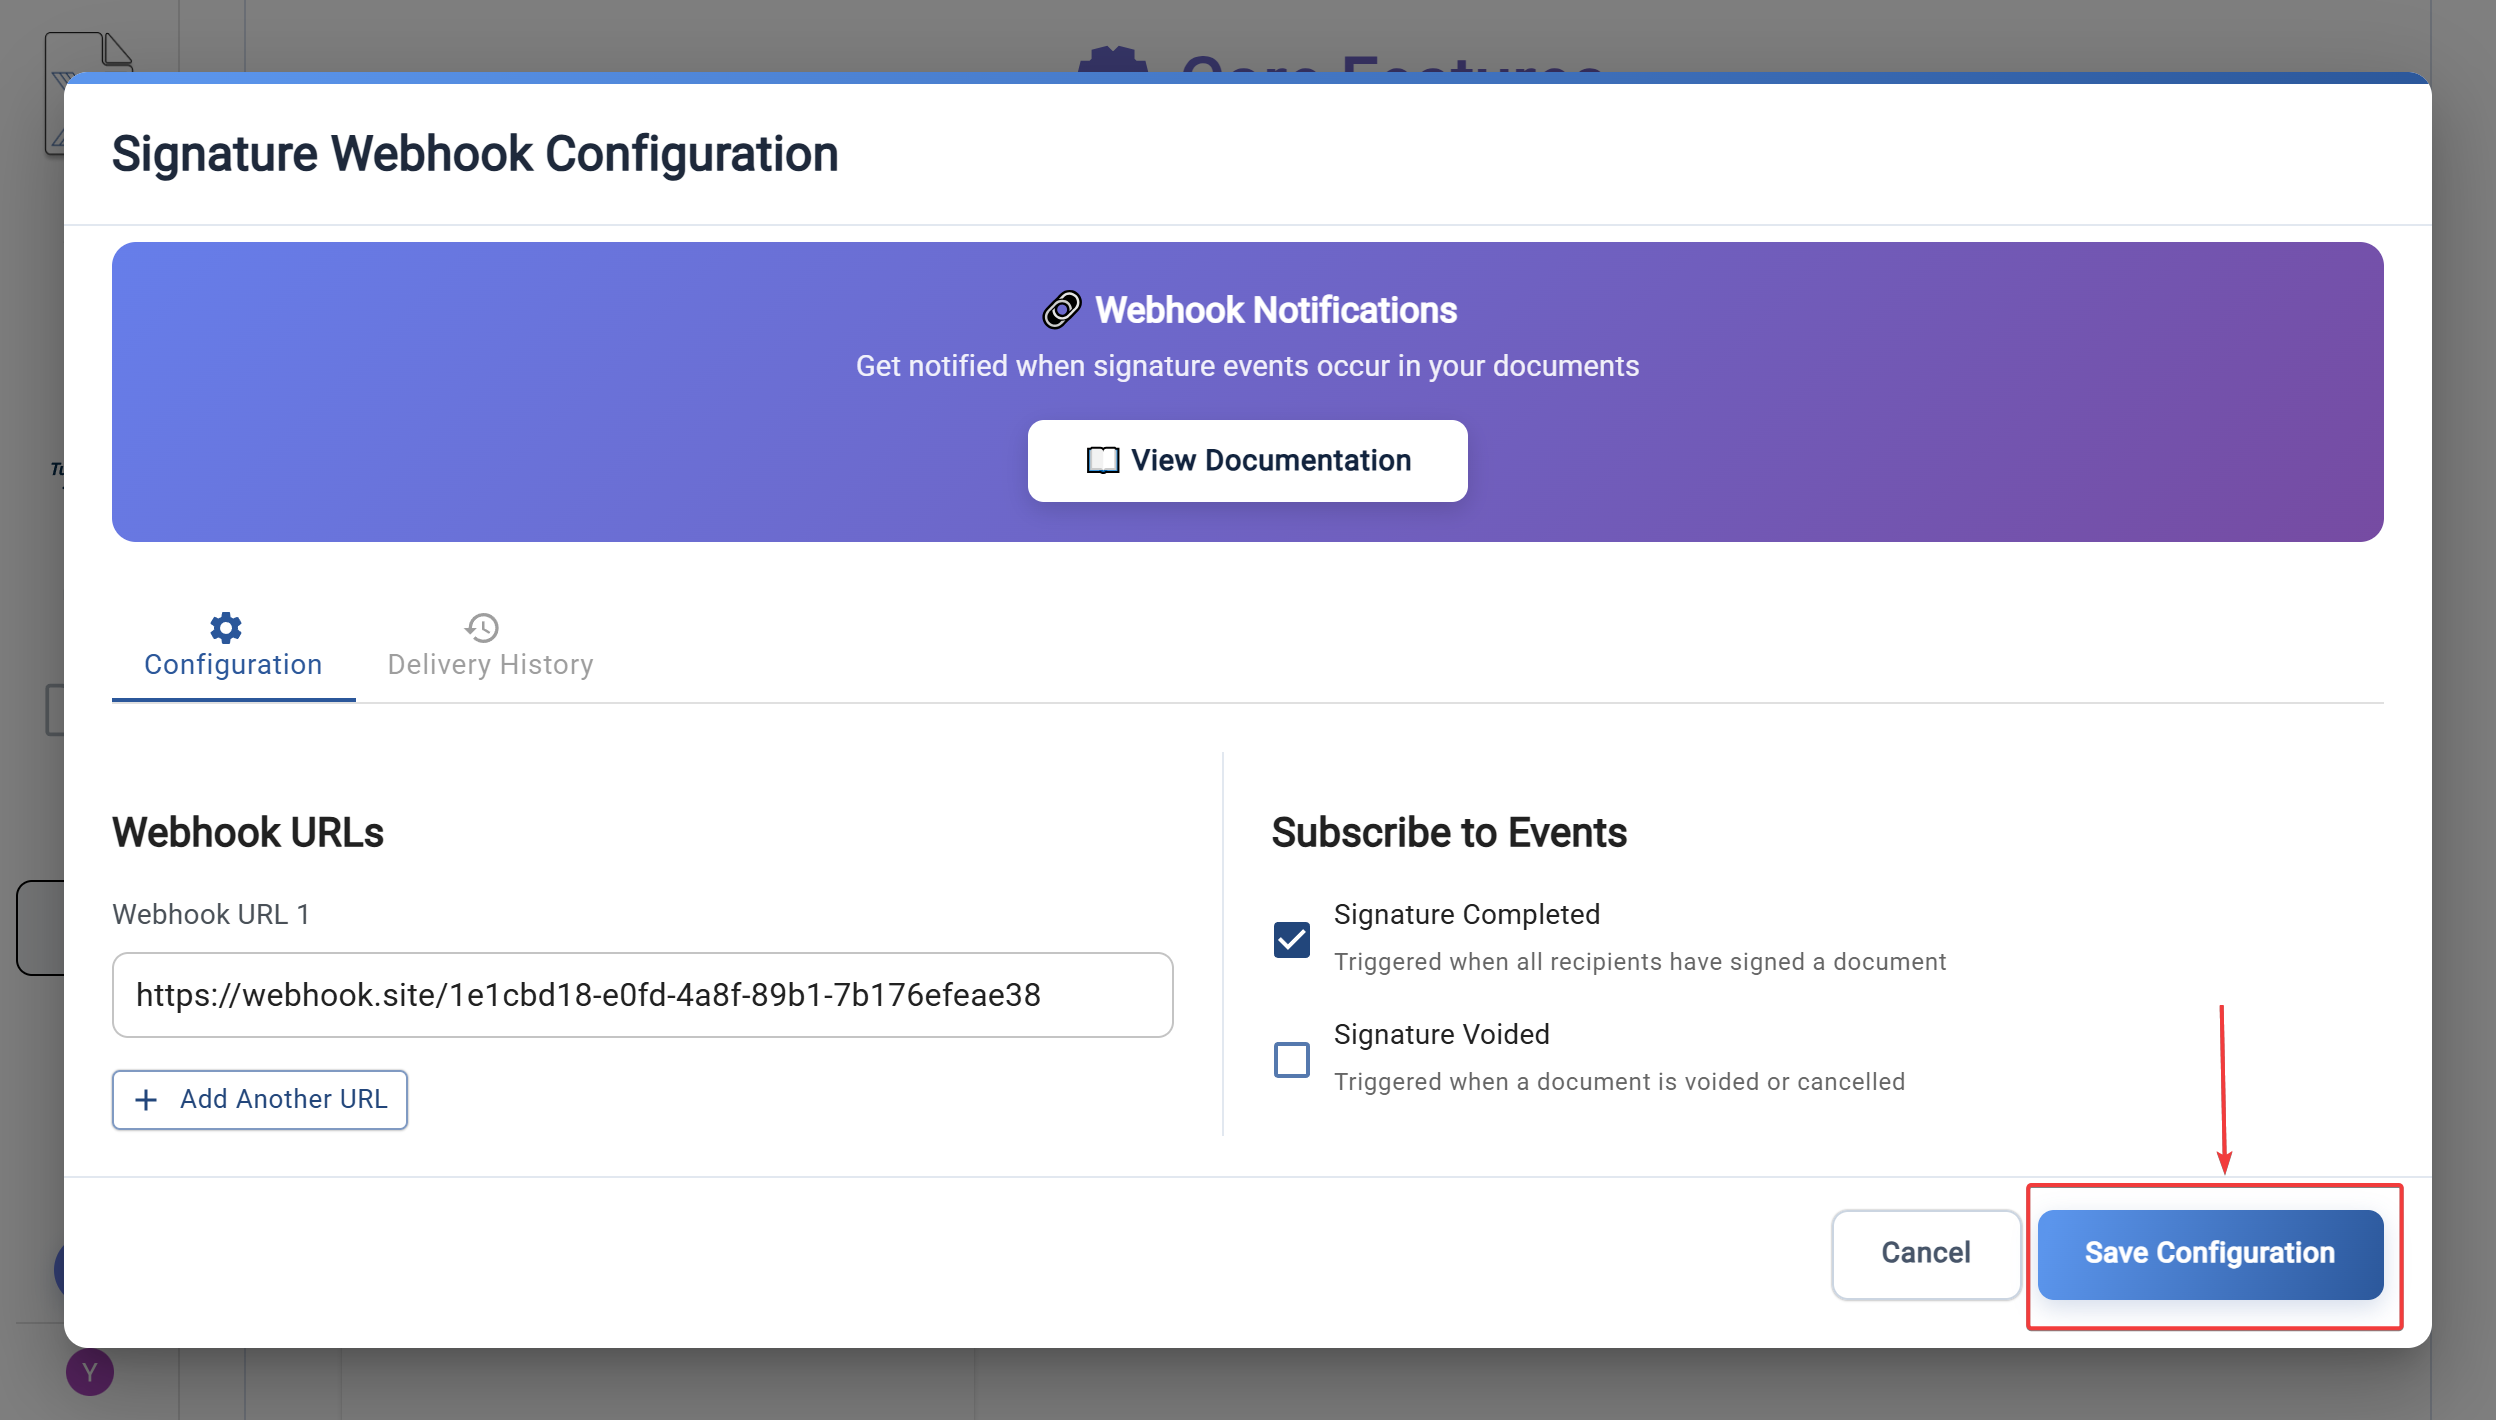 Core Features
Signature Webhook Configuration
Webhook Notifications
Get notified when signature events occur in your documents
View Documentation
Configuration
Delivery History
Webhook URLs
Webhook URL 1
https://webhook.site/1e1cbd18-e0fd-4a8f-89b1-7b176efeae38
Add Another URL
Subscribe to Events
Signature Completed
Triggered when all recipients have signed a document
Signature Voided
Triggered when a document is voided or cancelled
Cancel
Save Configuration
Y